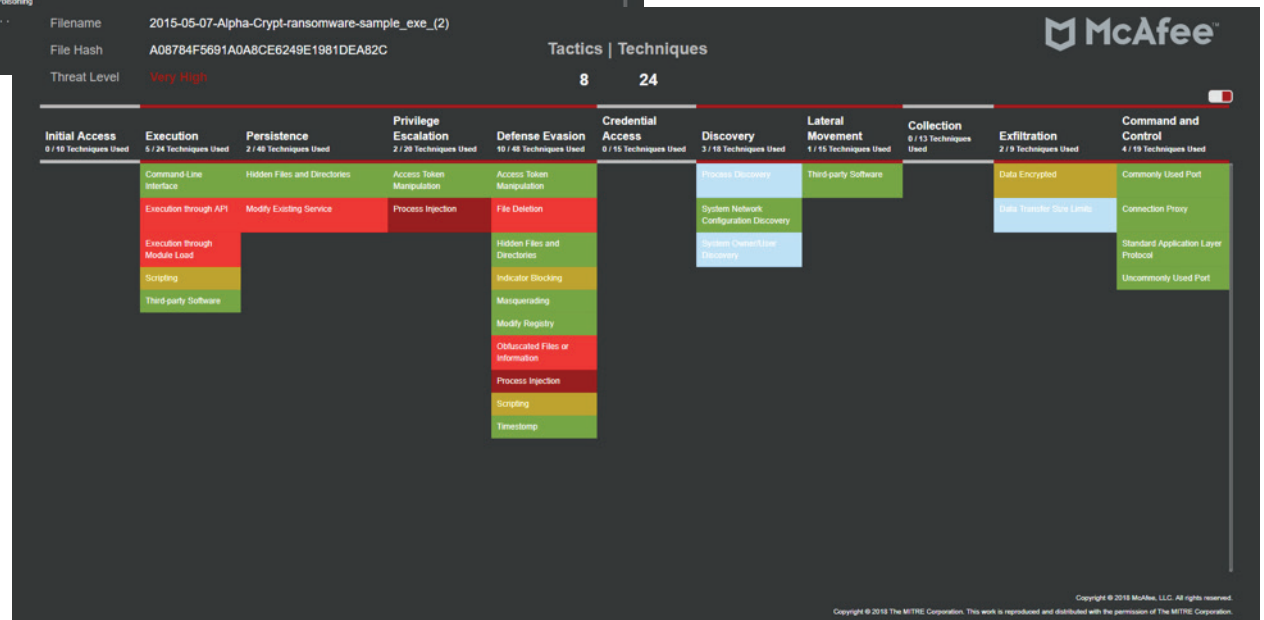 Filename 2015-05-07-Alpha-Crypt-ransomware-sample_exe_(2)
File Hash A08784F5691A0A8CE6249E1981DEA82C
Threat Level Very High
Tactics | Techniques
8 24
McAfee™
Initial Access
0 / 10 Techniques Used
Execution
5 / 24 Techniques Used
Command-Line
Interface
Execution through API
Execution through
Module Load
Scripting
Third-party Software
Persistence
2 / 40 Techniques Used
Hidden Files and Directories
Modify Existing Service
Privilege
Escalation
2 / 20 Techniques Used
Access Token
Manipulation
Process Injection
Defense Evasion
10 / 48 Techniques Used
Access Token
Manipulation
File Deletion
Hidden Files and
Directories
Indicator Blocking
Masquerading
Modify Registry
Obfuscated Files or
Information
Process Injection
Scripting
Timestomp
Credential
Access
0 / 15 Techniques Used
Discovery
3 / 18 Techniques Used
Process Discovery
System Network
Configuration Discovery
System Owner/User
Discovery
Lateral
Movement
1 / 15 Techniques Used
Third-party Software
Collection
0 / 13 Techniques
Used
Exfiltration
2 / 9 Techniques Used
Data Encrypted
Data Transfer Size Limits
Command and
Control
4 / 19 Techniques Used
Commonly Used Port
Connection Proxy
Standard Application Layer
Protocol
Uncommonly Used Port
Copyright © 2018 McAfee, LLC. All rights reserved.
Copyright © 2018 The MITRE Corporation. This work is reproduced and distributed with the permission of The MITRE Corporation.